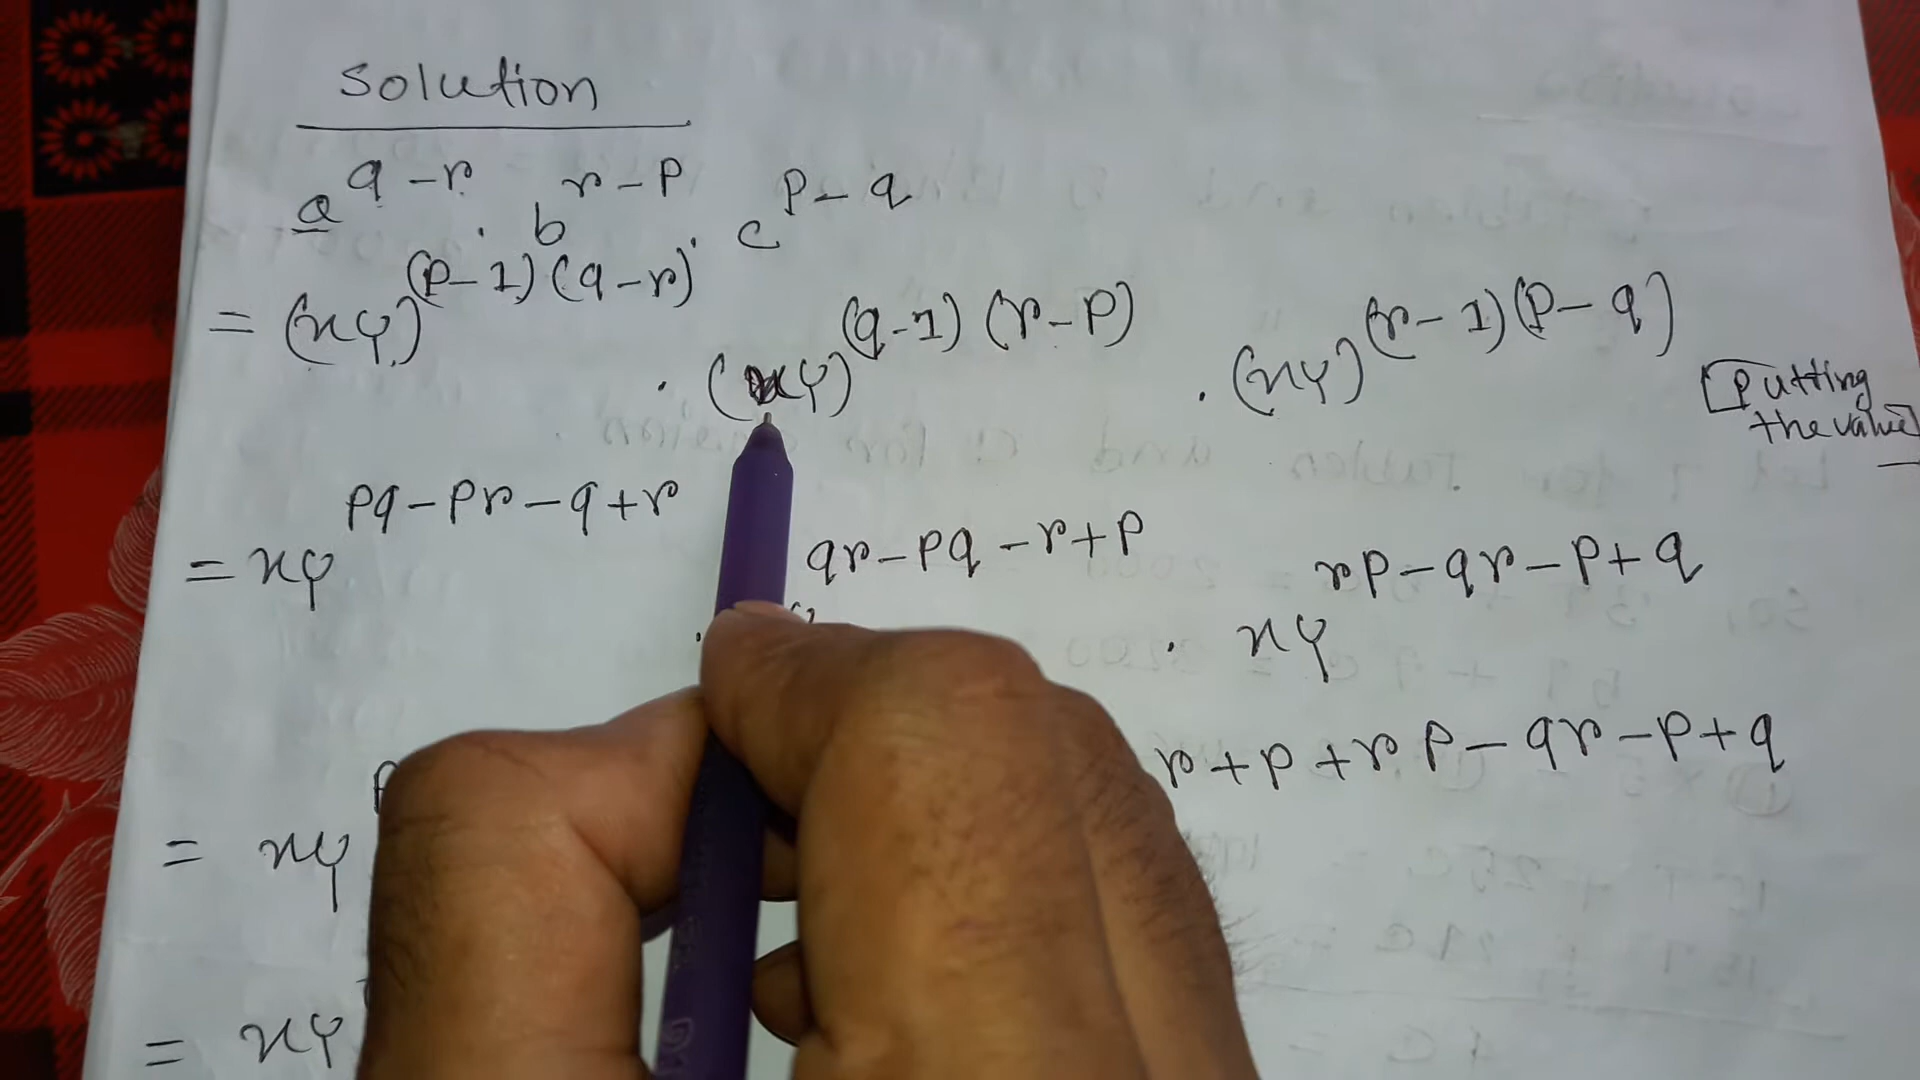 Solution
a^(q-r) . b^(r-p) . c^(p-q)
= (xy)^((p-1)(q-r)) . (xy)^((q-1)(r-p)) . (xy)^((r-1)(p-q)) [Putting the value]
= xy^(pq-pr-q+r) . ^(qr-pq-r+p) . xy^(rp-qr-p+q)
= xy^ r+p+rp-qr-p+q
= xy